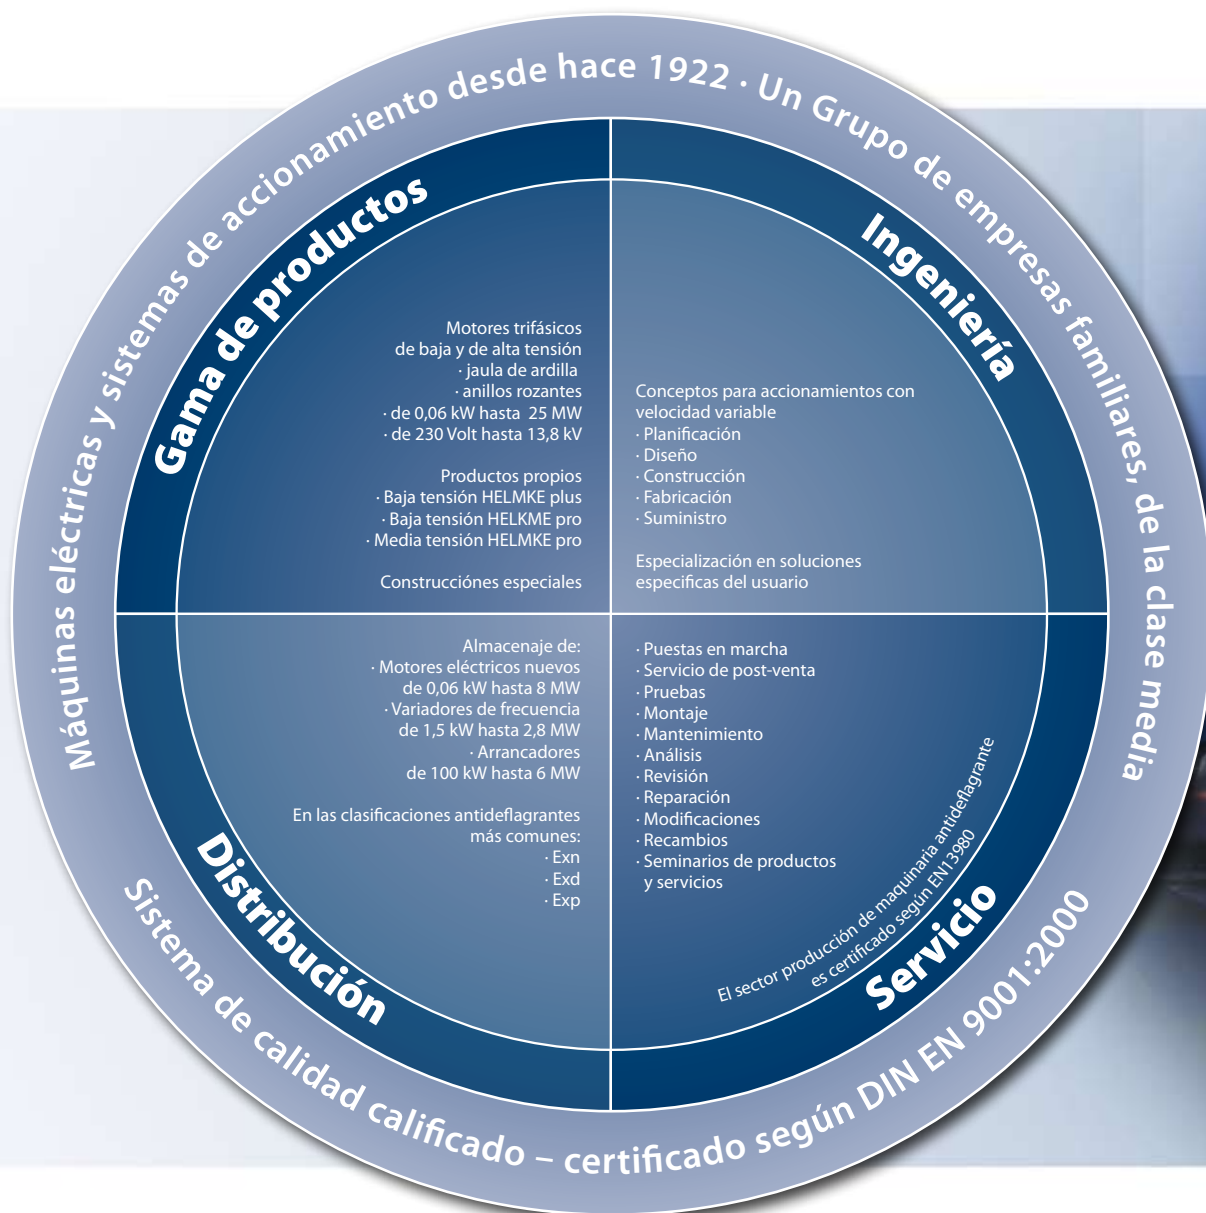 Máquinas eléctricas y sistemas de accionamiento desde hace 1922 · Un Grupo de empresas familiares, de la clase media
Gama de productos
Motores trifásicos
de baja y de alta tensión
· jaula de ardilla
· anillos rozantes
· de 0,06 kW hasta 25 MW
· de 230 Volt hasta 13,8 kV
Productos propios
· Baja tensión HELMKE plus
· Baja tensión HELKME pro
· Media tensión HELMKE pro
Construcciónes especiales
Ingeniería
Conceptos para accionamientos con
velocidad variable
· Planificación
· Diseño
· Construcción
· Fabricación
· Suministro
Especialización en soluciones
especificas del usuario
Distribución
Almacenaje de:
· Motores eléctricos nuevos
de 0,06 kW hasta 8 MW
· Variadores de frecuencia
de 1,5 kW hasta 2,8 MW
· Arrancadores
de 100 kW hasta 6 MW
En las clasificaciones antideflagrantes
más comunes:
· Exn
· Exd
· Exp
Servicio
· Puestas en marcha
· Servicio de post-venta
· Pruebas
· Montaje
· Mantenimiento
· Análisis
· Revisión
· Reparación
· Modificaciones
· Recambios
· Seminarios de productos
y servicios
El sector producción de maquinaria antideflagrante
es certificado según EN13980
Sistema de calidad calificado – certificado según DIN EN 9001:2000